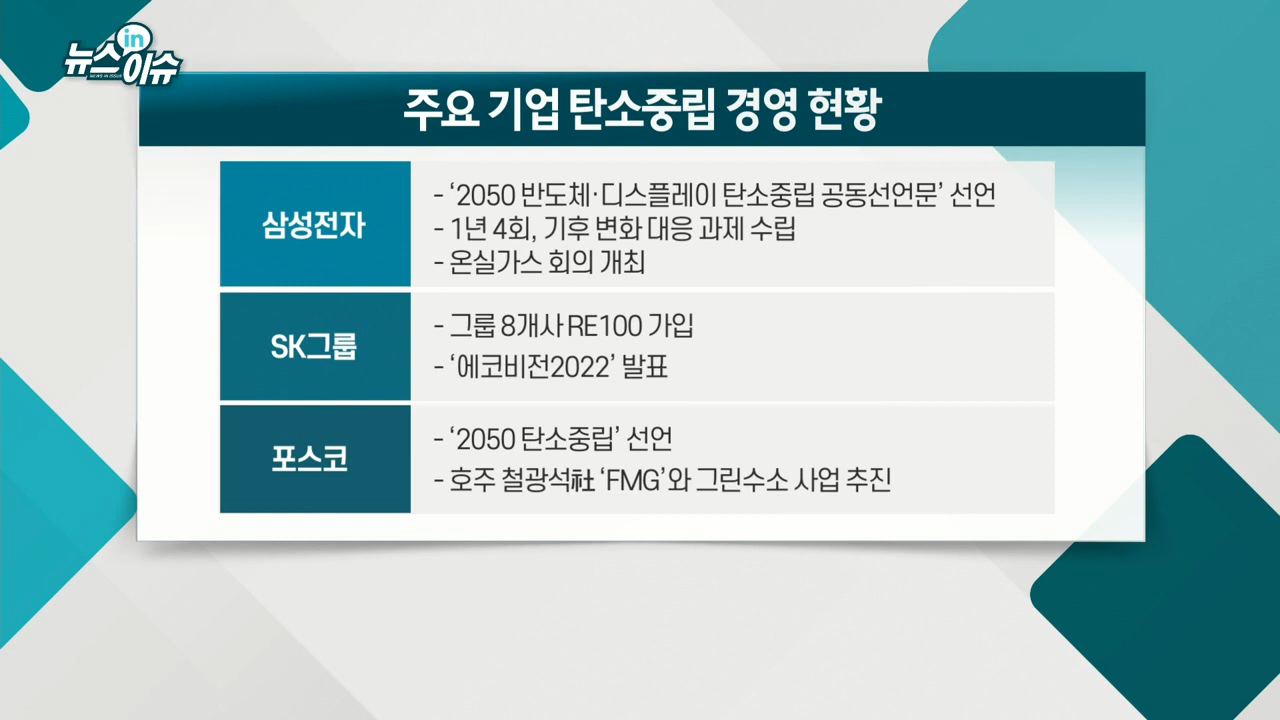 뉴스in이슈
NEWS IN ISSUE
주요 기업 탄소중립 경영 현황
삼성전자
- ‘2050 반도체·디스플레이 탄소중립 공동선언문’ 선언
- 1년 4회, 기후 변화 대응 과제 수립
- 온실가스 회의 개최
SK그룹
- 그룹 8개사 RE100 가입
- ‘에코비전2022’ 발표
포스코
- ‘2050 탄소중립’ 선언
- 호주 철광석社 ‘FMG’와 그린수소 사업 추진